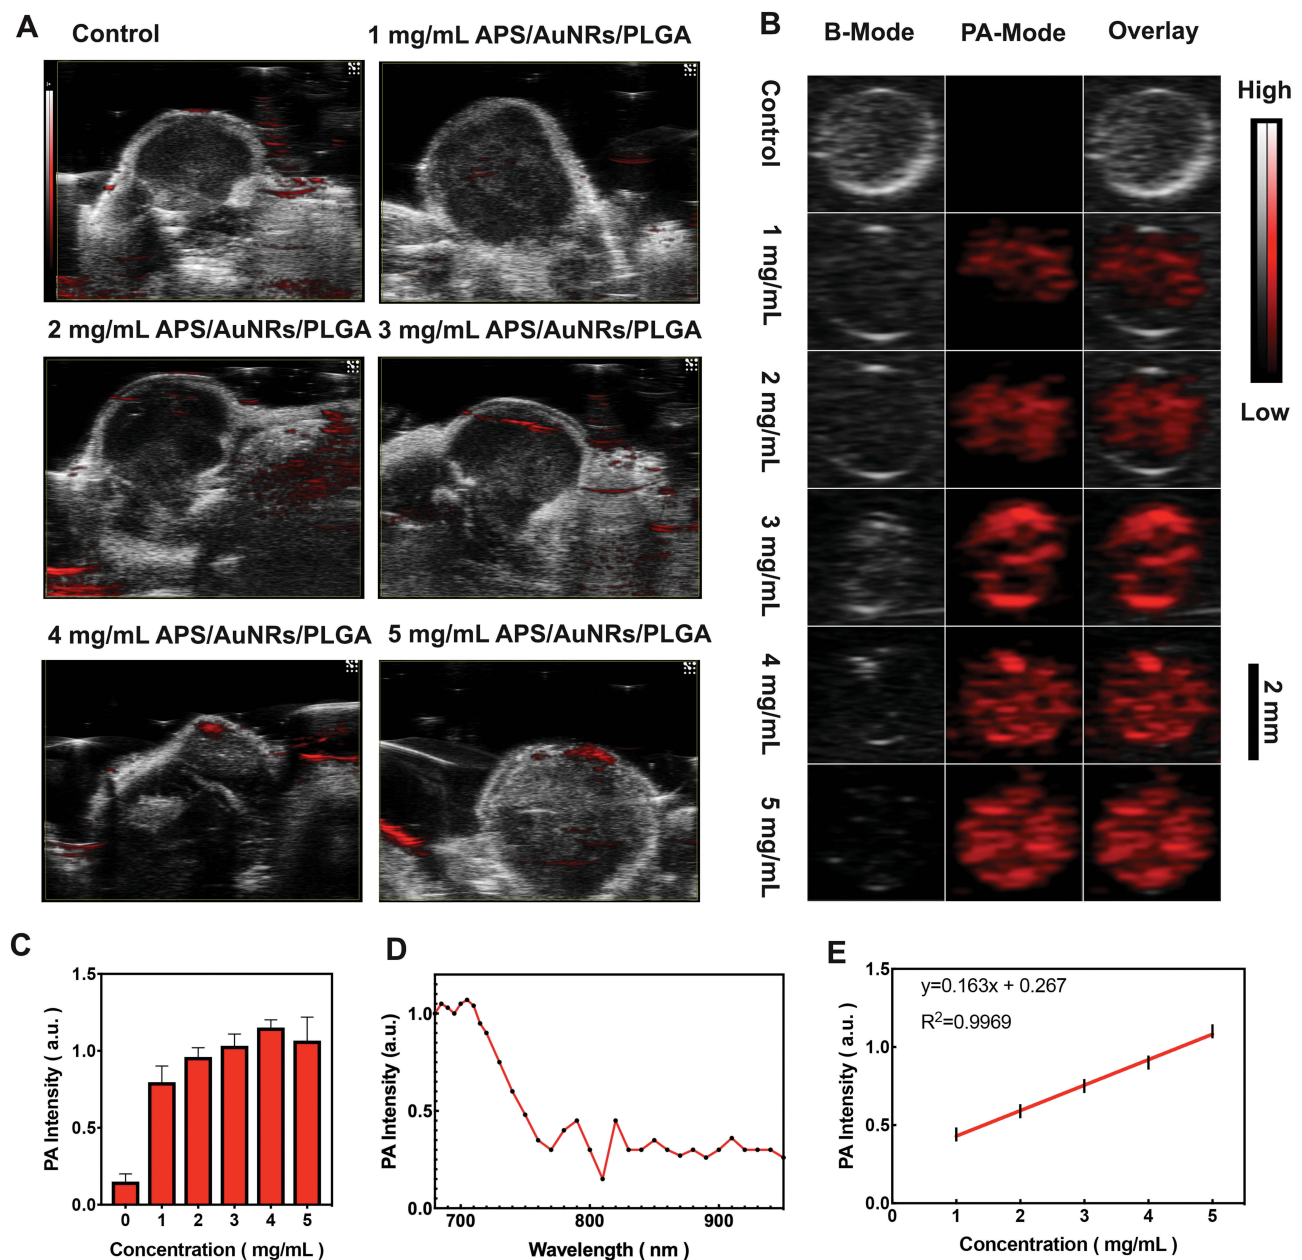 A
Control
1 mg/mL APS/AuNRs/PLGA
2 mg/mL APS/AuNRs/PLGA
3 mg/mL APS/AuNRs/PLGA
4 mg/mL APS/AuNRs/PLGA
5 mg/mL APS/AuNRs/PLGA
B
B-Mode
PA-Mode
Overlay
Control
1 mg/mL
2 mg/mL
3 mg/mL
4 mg/mL
5 mg/mL
High
Low
2 mm
C
PA Intensity ( a.u. )
1.5
1.0
0.5
0.0
0 1 2 3 4 5
Concentration ( mg/mL )
D
PA Intensity (a.u.)
1.0
0.5
0.0
700 800 900
Wavelength ( nm )
E
y=0.163x + 0.267
R²=0.9969
PA Intensity ( a.u. )
1.5
1.0
0.5
0.0
0 1 2 3 4 5
Concentration ( mg/mL )